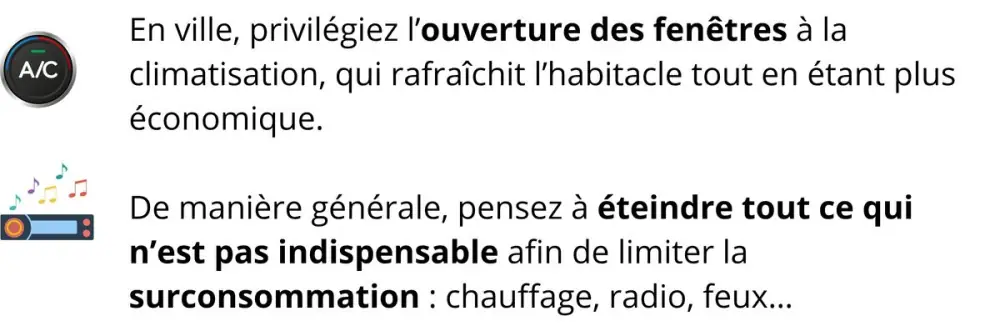 En ville, privilégiez l’ouverture des fenêtres à la
A/C
climatisation, qui rafraîchit l’habitacle tout en étant plus
économique.
De manière générale, pensez à éteindre tout ce qui
n’est pas indispensable afin de limiter la
surconsommation : chauffage, radio, feux...